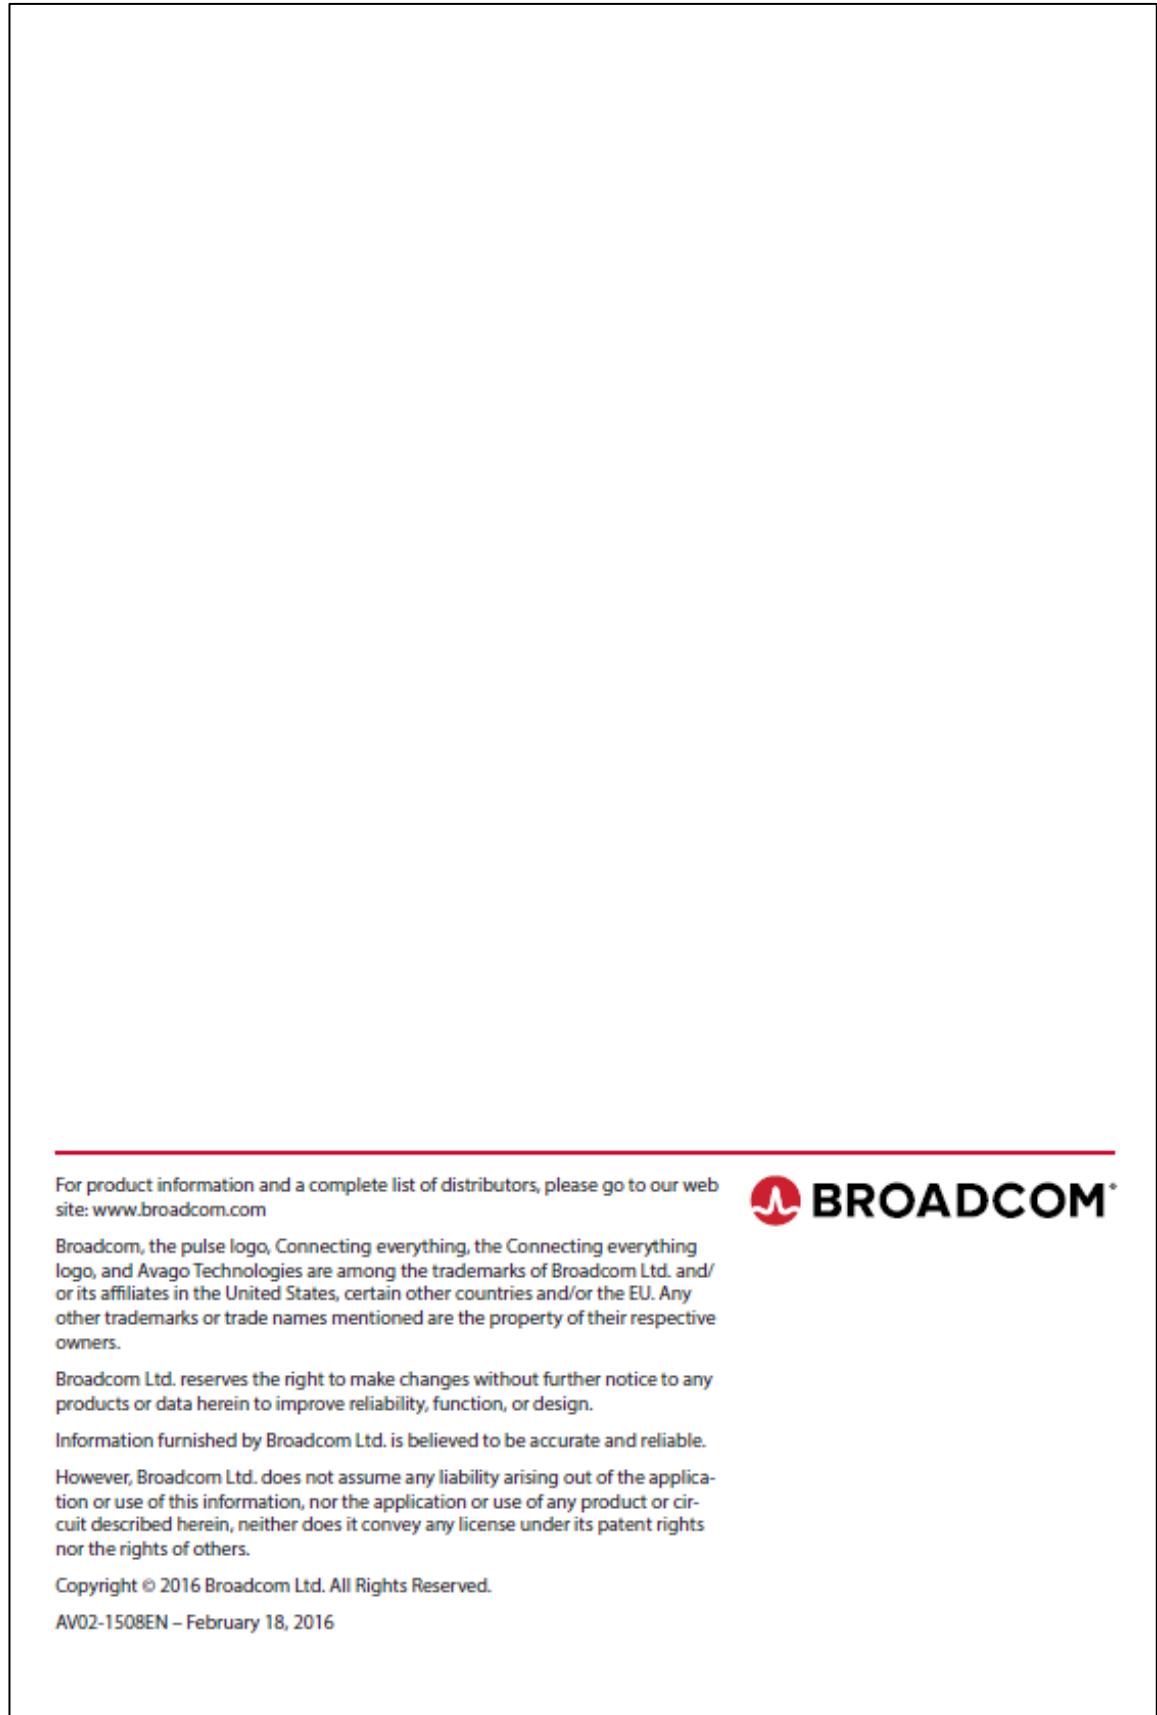 For product information and a complete list of distributors, please go to our web
site: www.broadcom.com
BROADCOM®
Broadcom, the pulse logo, Connecting everything, the Connecting everything
logo, and Avago Technologies are among the trademarks of Broadcom Ltd. and/
or its affiliates in the United States, certain other countries and/or the EU. Any
other trademarks or trade names mentioned are the property of their respective
owners.
Broadcom Ltd. reserves the right to make changes without further notice to any
products or data herein to improve reliability, function, or design.
Information furnished by Broadcom Ltd. is believed to be accurate and reliable.
However, Broadcom Ltd. does not assume any liability arising out of the applica-
tion or use of this information, nor the application or use of any product or cir-
cuit described herein, neither does it convey any license under its patent rights
nor the rights of others.
Copyright © 2016 Broadcom Ltd. All Rights Reserved.
AV02-1508EN – February 18, 2016